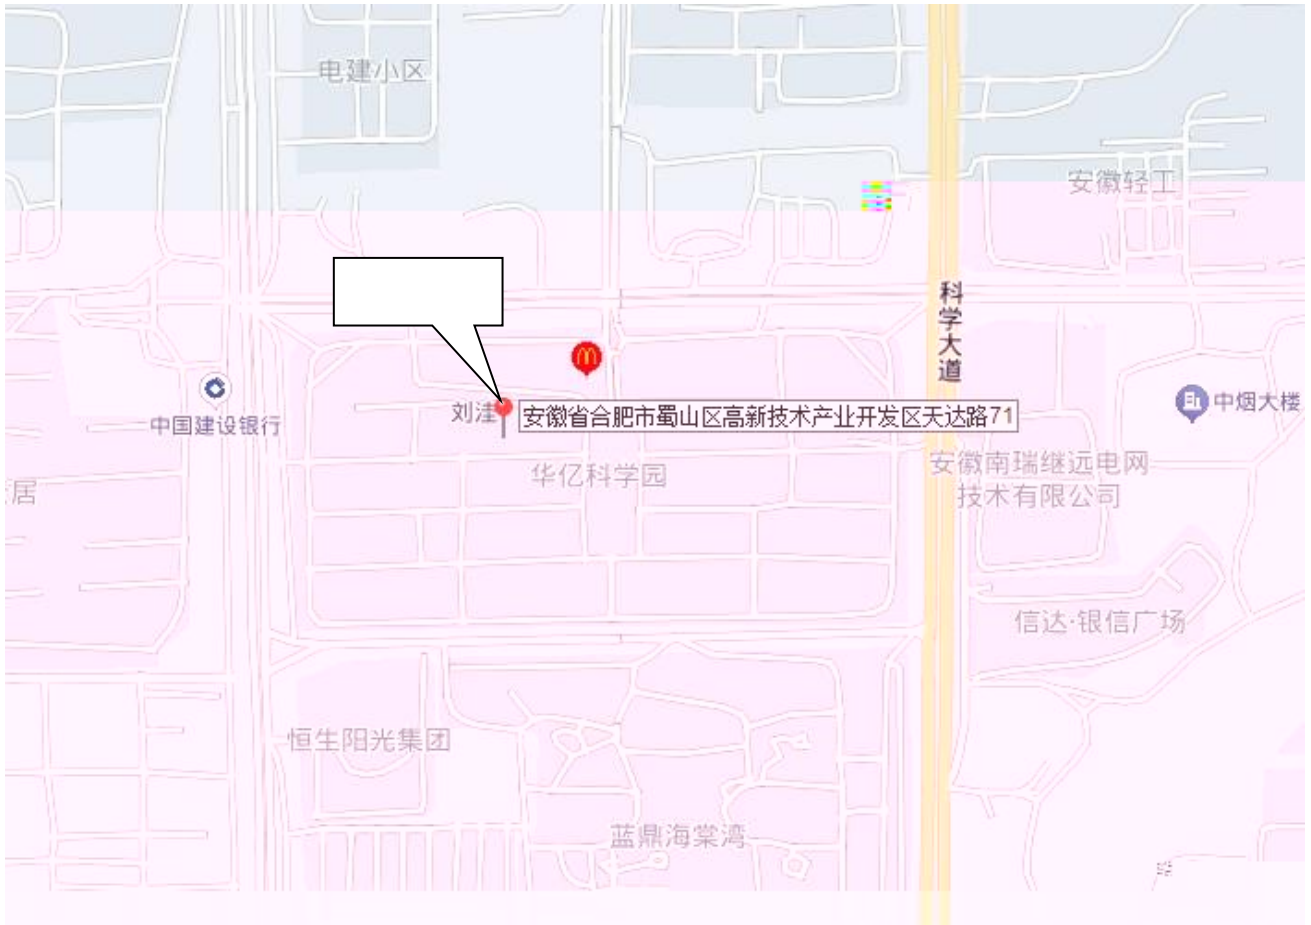 电建小区
安徽轻工
科学大道
中国建设银行
刘洼
安徽省合肥市蜀山区高新技术产业开发区天达路71
中烟大楼
华亿科学园
安徽南瑞继远电网
技术有限公司
居
信达·银信广场
恒生阳光集团
蓝鼎海棠湾